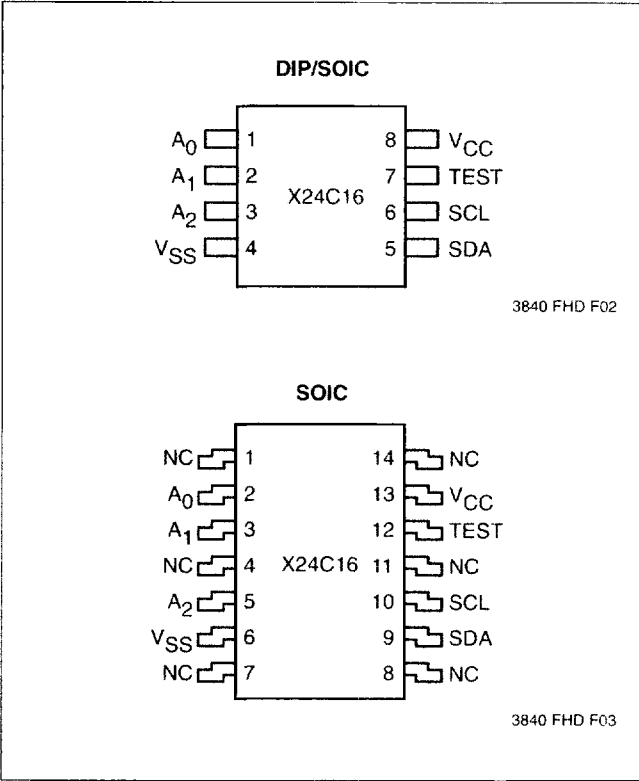 DIP/SOIC
A0 1 8 VCC
A1 2 7 TEST
X24C16
A2 3 6 SCL
VSS 4 5 SDA
3840 FHD F02
SOIC
NC 1 14 NC
A0 2 13 VCC
A1 3 12 TEST
NC 4 X24C16 11 NC
A2 5 10 SCL
VSS 6 9 SDA
NC 7 8 NC
3840 FHD F03